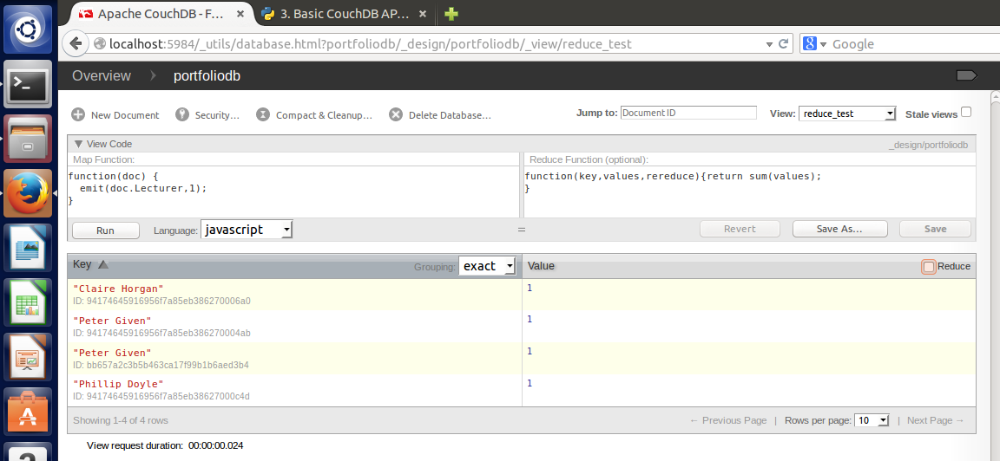 Apache CouchDB - F... × 3. Basic CouchDB AP... ×
localhost:5984/_utils/database.html?portfoliodb/_design/portfoliodb/_view/reduce_test
8 Google
Overview portfoliodb
New Document Security... Compact & Cleanup... Delete Database... Jump to: Document ID View: reduce_test Stale views
View Code _design/portfoliodb
Map Function: Reduce Function (optional):
function(doc) { function(key,values,rereduce){return sum(values);
emit(doc.Lecturer,1); }
}
Run Language: javascript = Revert Save As... Save
Key Grouping: exact Value Reduce
"Claire Horgan" 1
ID: 94174645916956f7a85eb386270006a0
"Peter Given" 1
ID: 94174645916956f7a85eb386270004ab
"Peter Given" 1
ID: bb657a2c3b5b463ca17f99b1b6aed3b4
"Phillip Doyle" 1
ID: 94174645916956f7a85eb38627000c4d
Showing 1-4 of 4 rows ← Previous Page | Rows per page: 10 | Next Page →
View request duration: 00:00:00.024